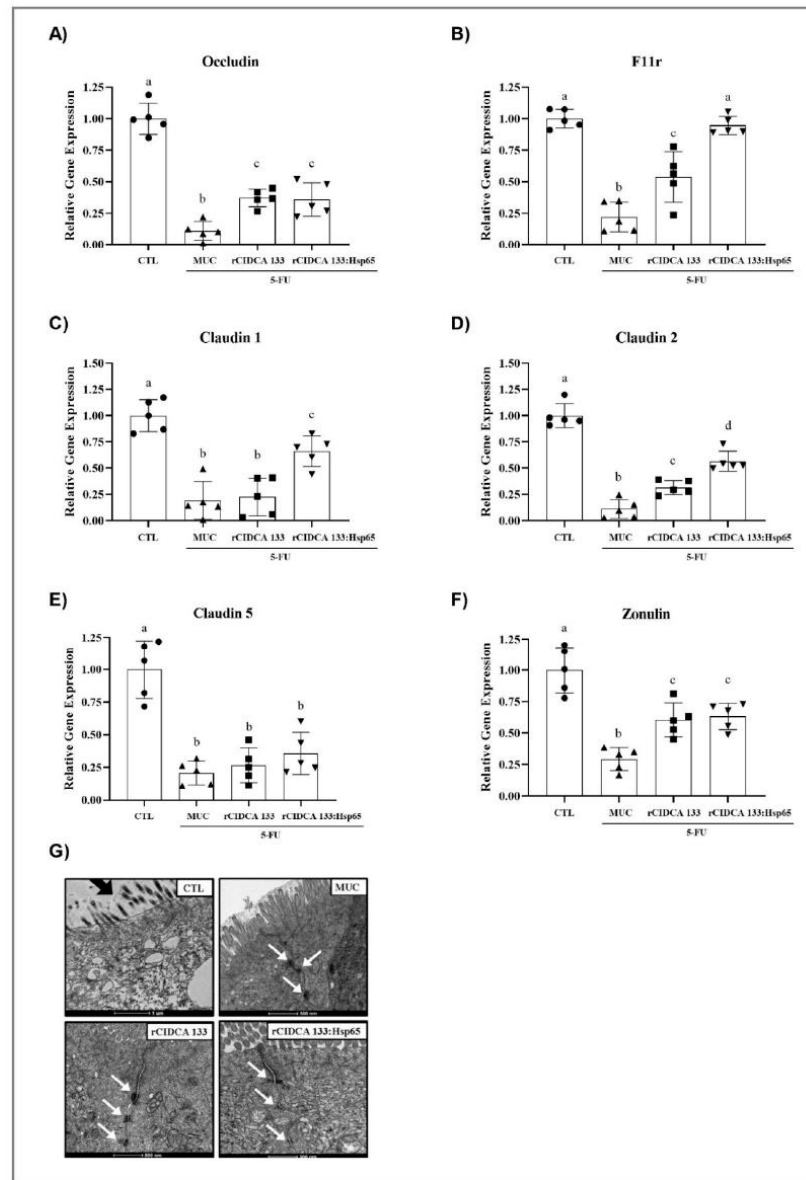 A)
Occludin
a
b
c
c
Relative Gene Expression
1.25
1.00
0.75
0.50
0.25
0.00
CTL MUC rCIDCA 133 rCIDCA 133:Hsp65
5-FU
B)
F11r
a
b
c
a
Relative Gene Expression
1.25
1.00
0.75
0.50
0.25
0.00
CTL MUC rCIDCA 133 rCIDCA 133:Hsp65
5-FU
C)
Claudin 1
a
b
b
c
Relative Gene Expression
1.50
1.25
1.00
0.75
0.50
0.25
0.00
CTL MUC rCIDCA 133 rCIDCA 133:Hsp65
5-FU
D)
Claudin 2
a
b
c
d
Relative Gene Expression
1.50
1.25
1.00
0.75
0.50
0.25
0.00
CTL MUC rCIDCA 133 rCIDCA 133:Hsp65
5-FU
E)
Claudin 5
a
b
b
b
Relative Gene Expression
1.25
1.00
0.75
0.50
0.25
0.00
CTL MUC rCIDCA 133 rCIDCA 133:Hsp65
5-FU
F)
Zonulin
a
b
c
c
Relative Gene Expression
1.25
1.00
0.75
0.50
0.25
0.00
CTL MUC rCIDCA 133 rCIDCA 133:Hsp65
5-FU
G)
CTL
1 µm
MUC
rCIDCA 133
rCIDCA 133:Hsp65